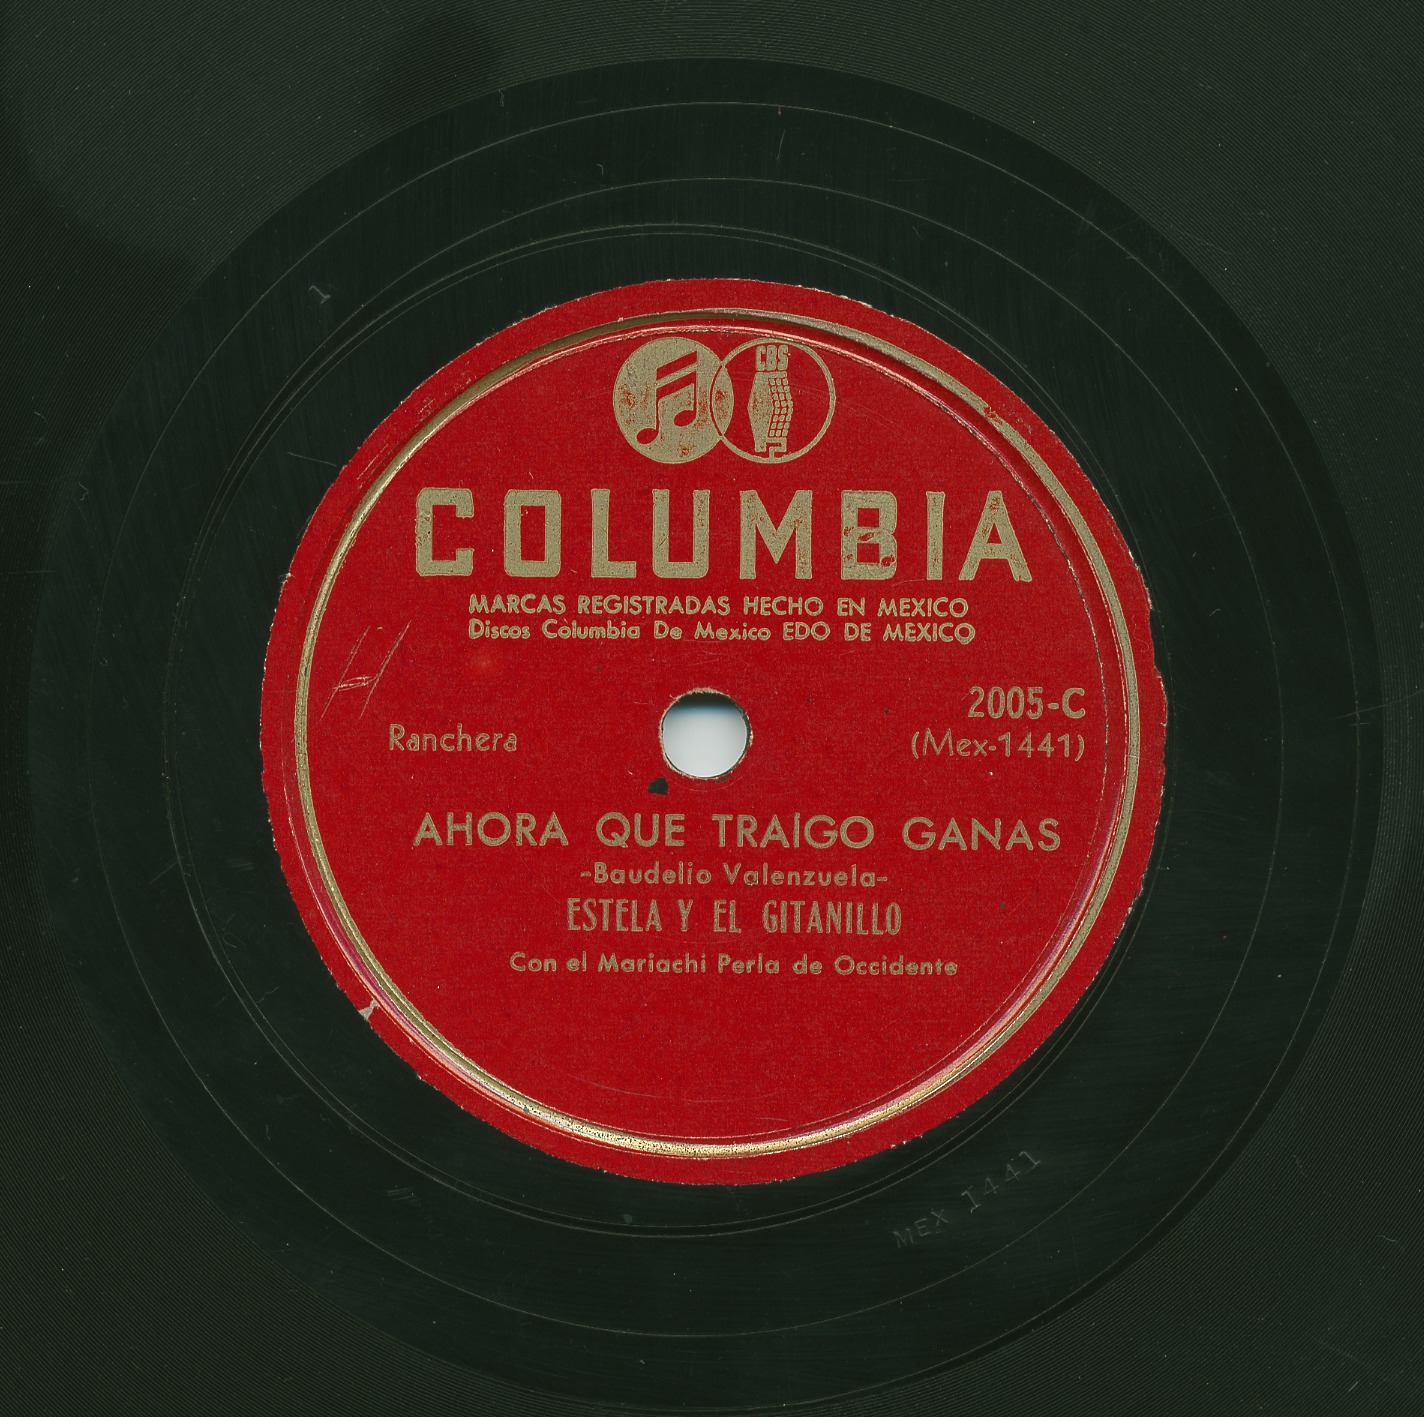 1
CBS
COLUMBIA
MARCAS REGISTRADAS HECHO EN MEXICO
Discos Columbia De Mexico EDO DE MEXICO
2005-C
Ranchera
(Mex-1441)
AHORA QUE TRAIGO GANAS
-Baudelio Valenzuela-
ESTELA Y EL GITANILLO
Con el Mariachi Perla de Occidente
MEX 1441